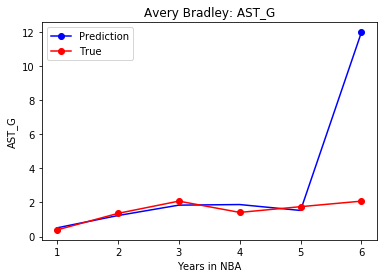 Avery Bradley: AST_G
Prediction
True
12
10
8
6
4
2
0
AST_G
1 2 3 4 5 6
Years in NBA